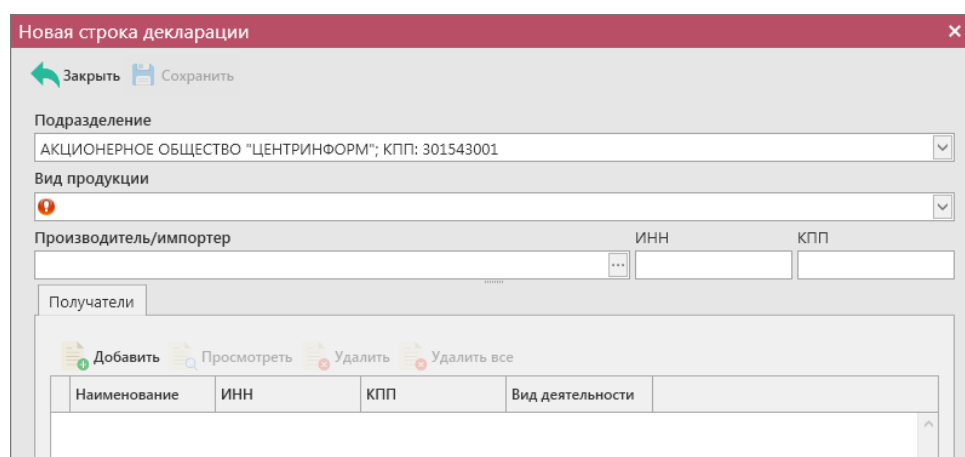 Новая строка декларации
Закрыть Сохранить
Подразделение
АКЦИОНЕРНОЕ ОБЩЕСТВО "ЦЕНТРИНФОРМ"; КПП: 301543001
Вид продукции
Производитель/импортер ИНН КПП
Получатели
Добавить Просмотреть Удалить Удалить все
Наименование ИНН КПП Вид деятельности